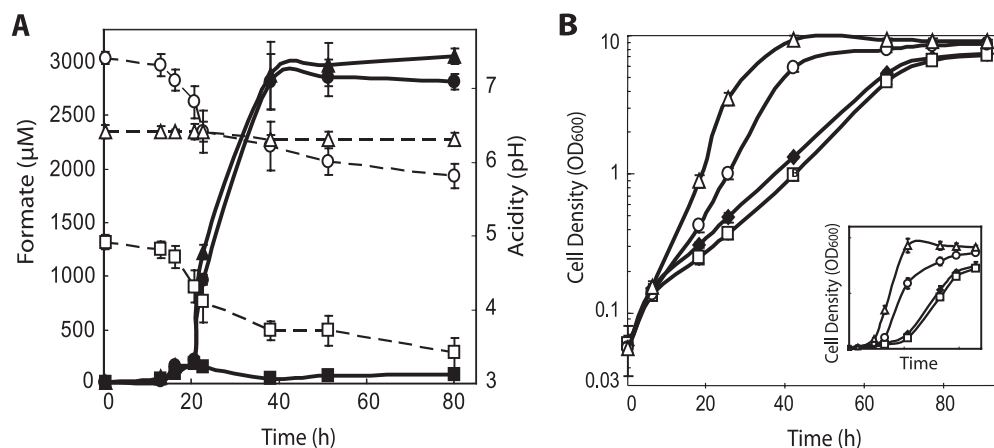 A
Formate (µM)
3000
2500
2000
1500
1000
500
0
7
6
5
4
3
Acidity (pH)
0
20
40
60
80
Time (h)
B
Cell Density (OD600)
10
1
0.1
0.03
0
20
40
60
80
Time (h)
Cell Density (OD600)
Time